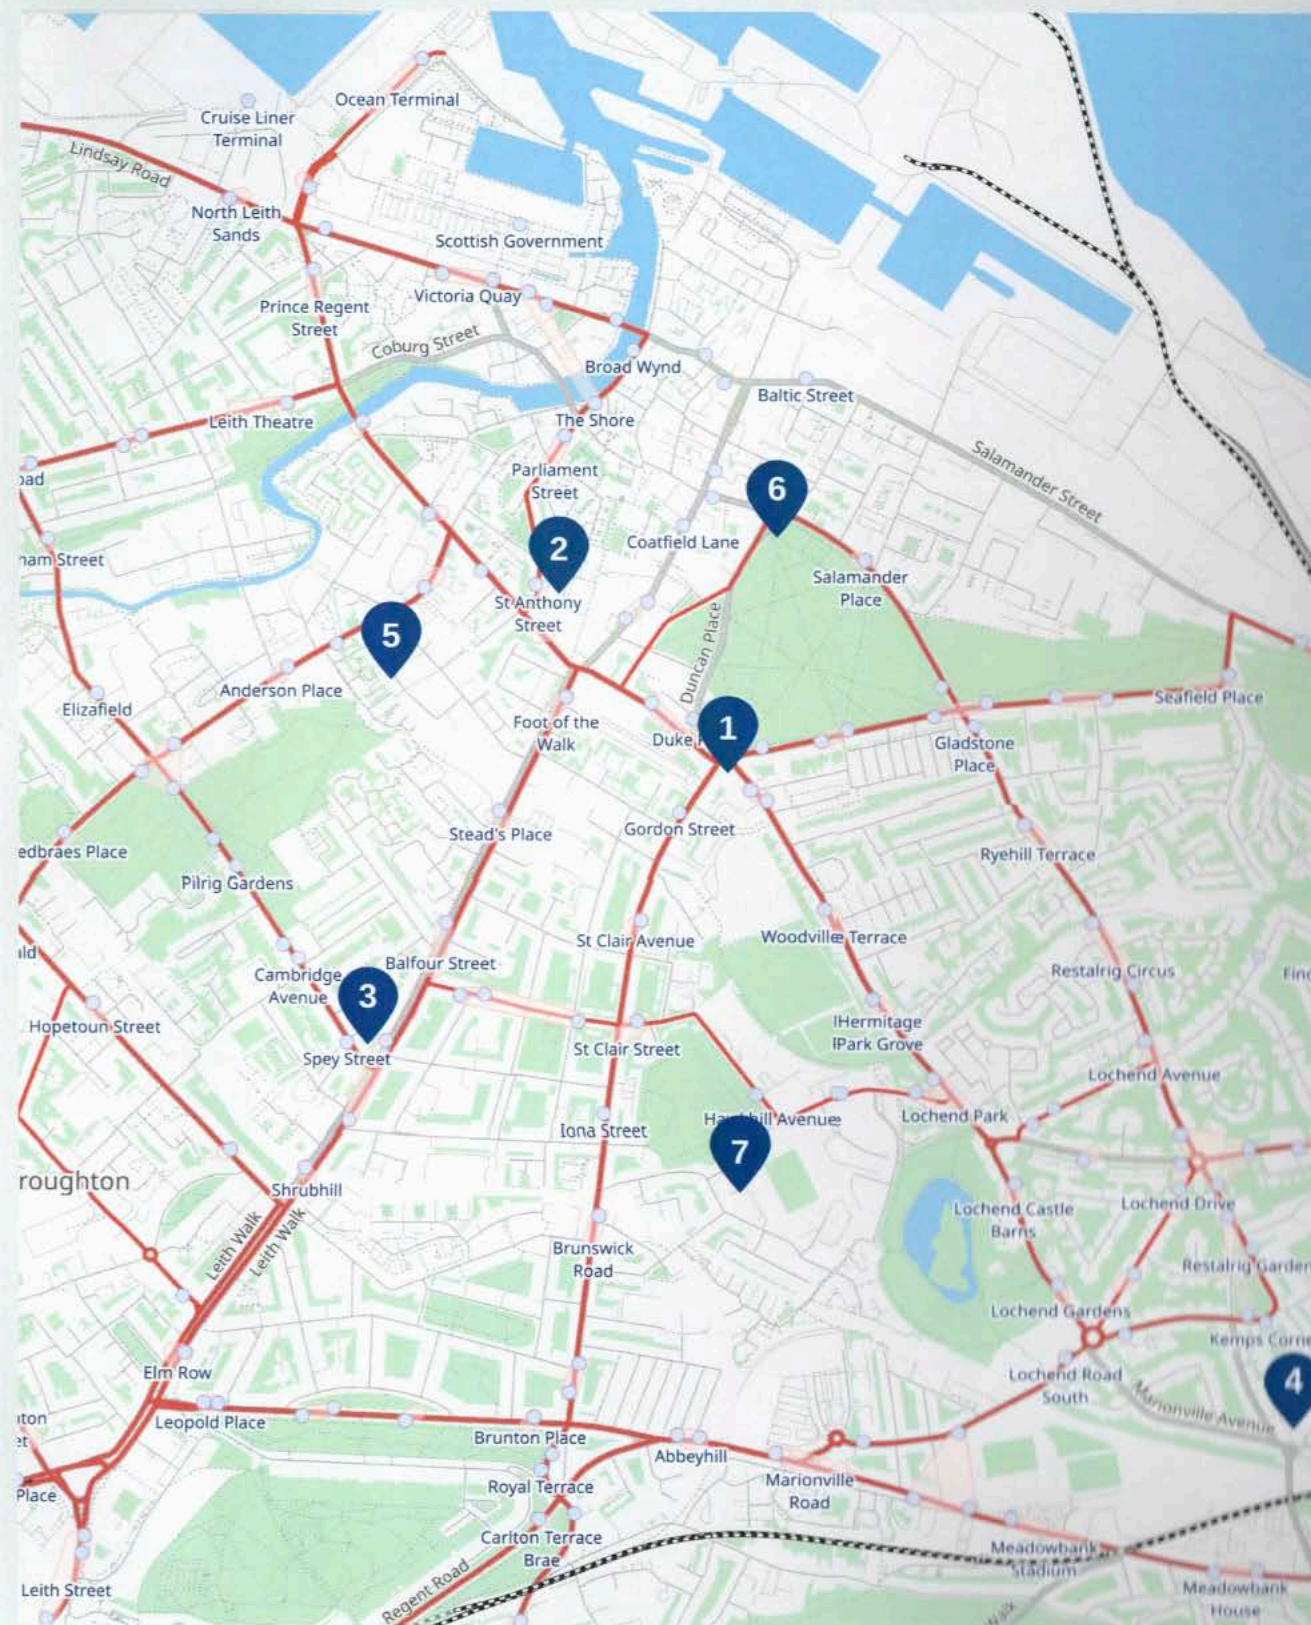 Ocean Terminal
Cruise Liner
Terminal
Lindsay Road
North Leith
Sands
Scottish Government
Victoria Quay
Prince Regent
Street
Coburg Street
Broad Wynd
Baltic Street
Leith Theatre
The Shore
Salamander Street
Parliament
Street
6
2
Coatfield Lane
Salamander
Place
St Anthony
Street
5
Duncan Place
Anderson Place
Elizafield
Seafield Place
Foot of the
Walk
Duke
1
Gladstone
Place
Stead's Place
Gordon Street
edbraes Place
Ryehill Terrace
Pilrig Gardens
St Clair Avenue
Woodville Terrace
Balfour Street
Cambridge
Avenue
3
Restalrig Circus
Hopetoun Street
Hermitage
Park Grove
Spey Street
St Clair Street
Lochend Avenue
Iona Street
Hawkhill Avenue
Lochend Park
7
roughton
Shrubhill
Lochend Castle
Barns
Lochend Drive
Leith Walk
Leith Walk
Brunswick
Road
Restalrig Garden
Lochend Gardens
Kemps Corne
Elm Row
Lochend Road
South
4
Marionville Avenue
Leopold Place
Brunton Place
Abbeyhill
Marionville
Road
Place
Royal Terrace
Carlton Terrace
Brae
Meadowbank
Stadium
Leith Street
Regent Road
Meadowbank
House